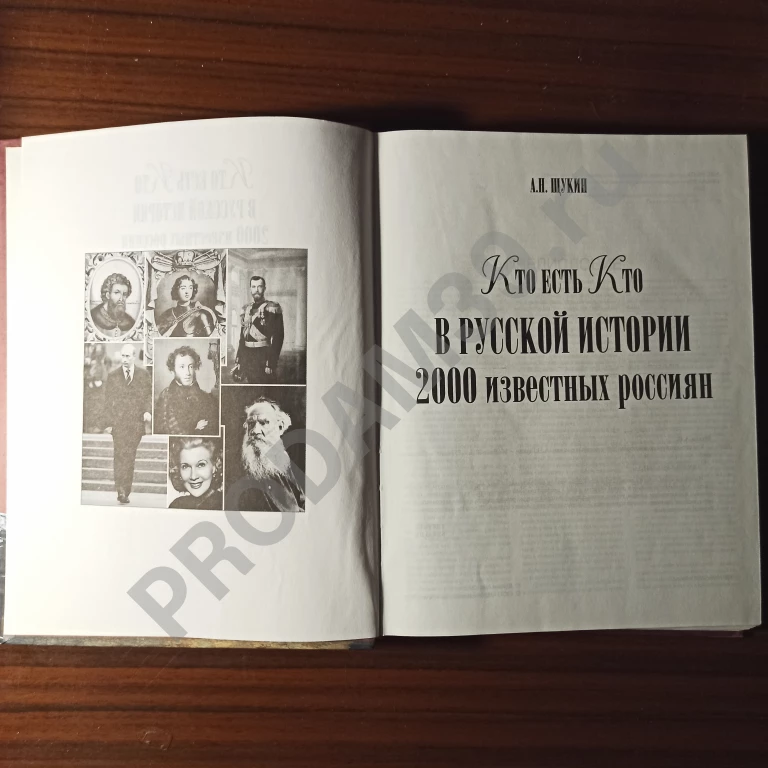 А.Н. ЩУКИН
Кто есть Кто
В РУССКОЙ ИСТОРИИ
2000 известных россиян
PRODAM39.ru